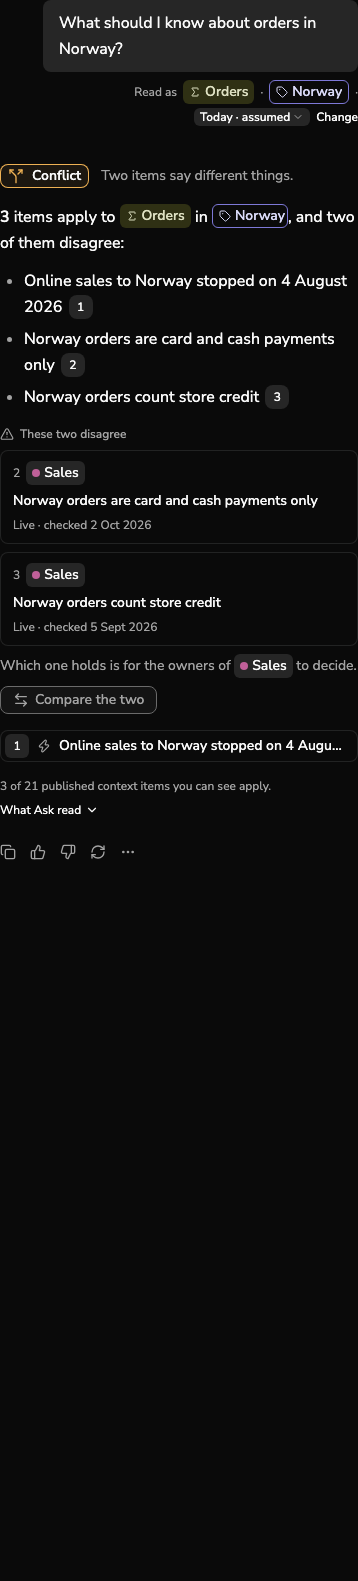 What should I know about orders in
Norway?
Read as Σ Orders · Norway ·
Today · assumed Change
Conflict Two items say different things.
3 items apply to Σ Orders in Norway, and two
of them disagree:
• Online sales to Norway stopped on 4 August
2026 1
• Norway orders are card and cash payments
only 2
• Norway orders count store credit 3
These two disagree
2 Sales
Norway orders are card and cash payments only
Live · checked 2 Oct 2026
3 Sales
Norway orders count store credit
Live · checked 5 Sept 2026
Which one holds is for the owners of Sales to decide.
Compare the two
1 Online sales to Norway stopped on 4 Augu...
3 of 21 published context items you can see apply.
What Ask read